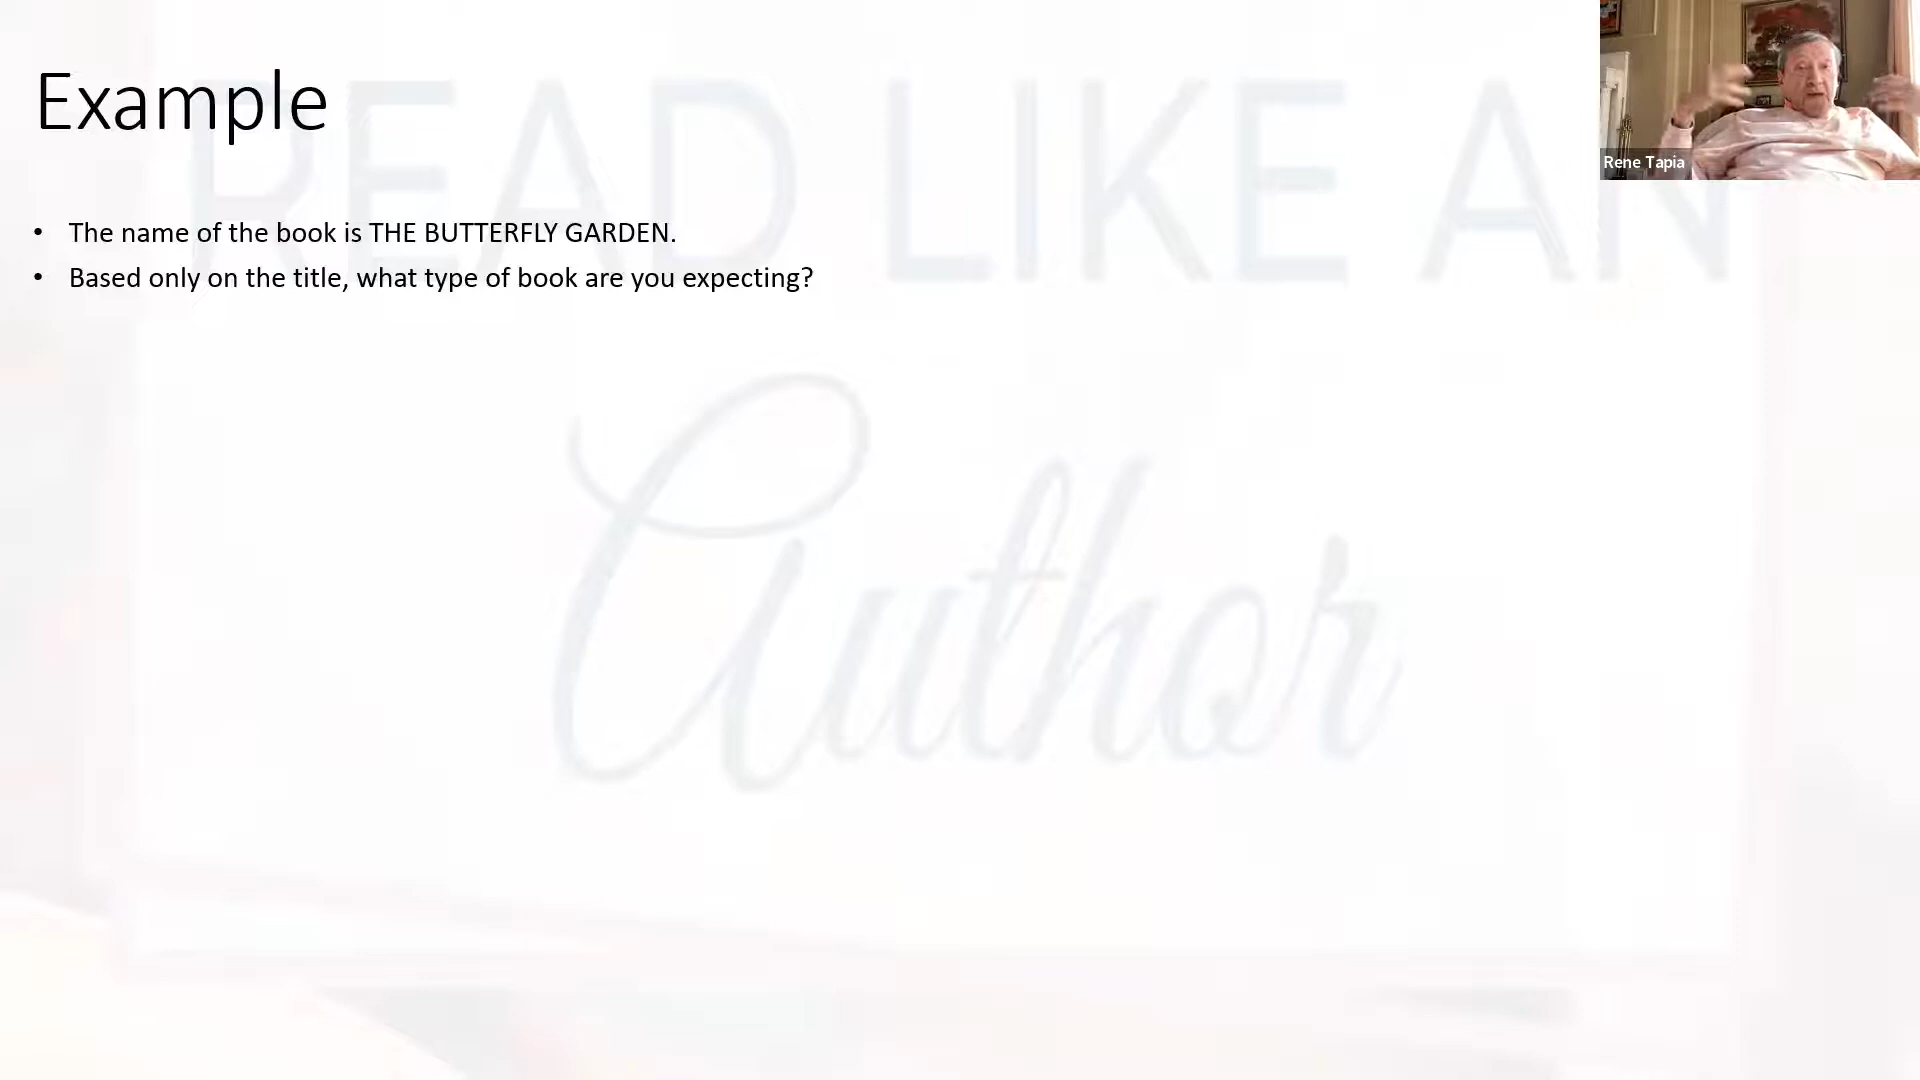 READ LIKE AN
Example
Rene Tapia
• The name of the book is THE BUTTERFLY GARDEN.
• Based only on the title, what type of book are you expecting?
Author